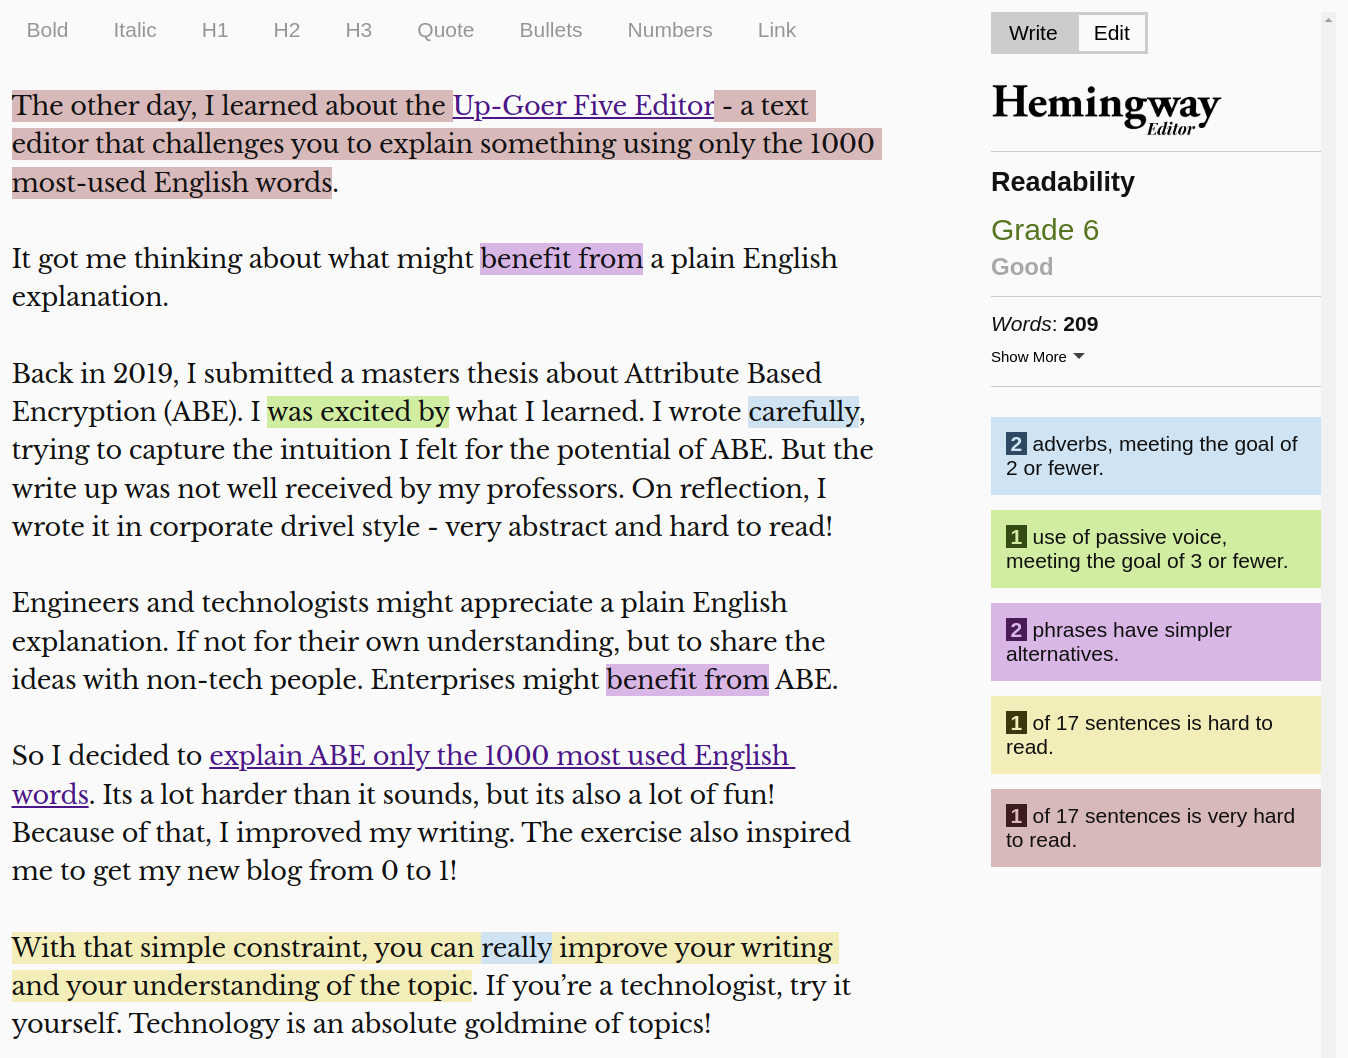 Bold Italic H1 H2 H3 Quote Bullets Numbers Link
The other day, I learned about the Up-Goer Five Editor - a text
editor that challenges you to explain something using only the 1000
most-used English words.
It got me thinking about what might benefit from a plain English
explanation.
Back in 2019, I submitted a masters thesis about Attribute Based
Encryption (ABE). I was excited by what I learned. I wrote carefully,
trying to capture the intuition I felt for the potential of ABE. But the
write up was not well received by my professors. On reflection, I
wrote it in corporate drivel style - very abstract and hard to read!
Engineers and technologists might appreciate a plain English
explanation. If not for their own understanding, but to share the
ideas with non-tech people. Enterprises might benefit from ABE.
So I decided to explain ABE only the 1000 most used English
words. Its a lot harder than it sounds, but its also a lot of fun!
Because of that, I improved my writing. The exercise also inspired
me to get my new blog from 0 to 1!
With that simple constraint, you can really improve your writing
and your understanding of the topic. If you’re a technologist, try it
yourself. Technology is an absolute goldmine of topics!
Write Edit
Hemingway
Editor
Readability
Grade 6
Good
Words: 209
Show More
2 adverbs, meeting the goal of
2 or fewer.
1 use of passive voice,
meeting the goal of 3 or fewer.
2 phrases have simpler
alternatives.
1 of 17 sentences is hard to
read.
1 of 17 sentences is very hard
to read.